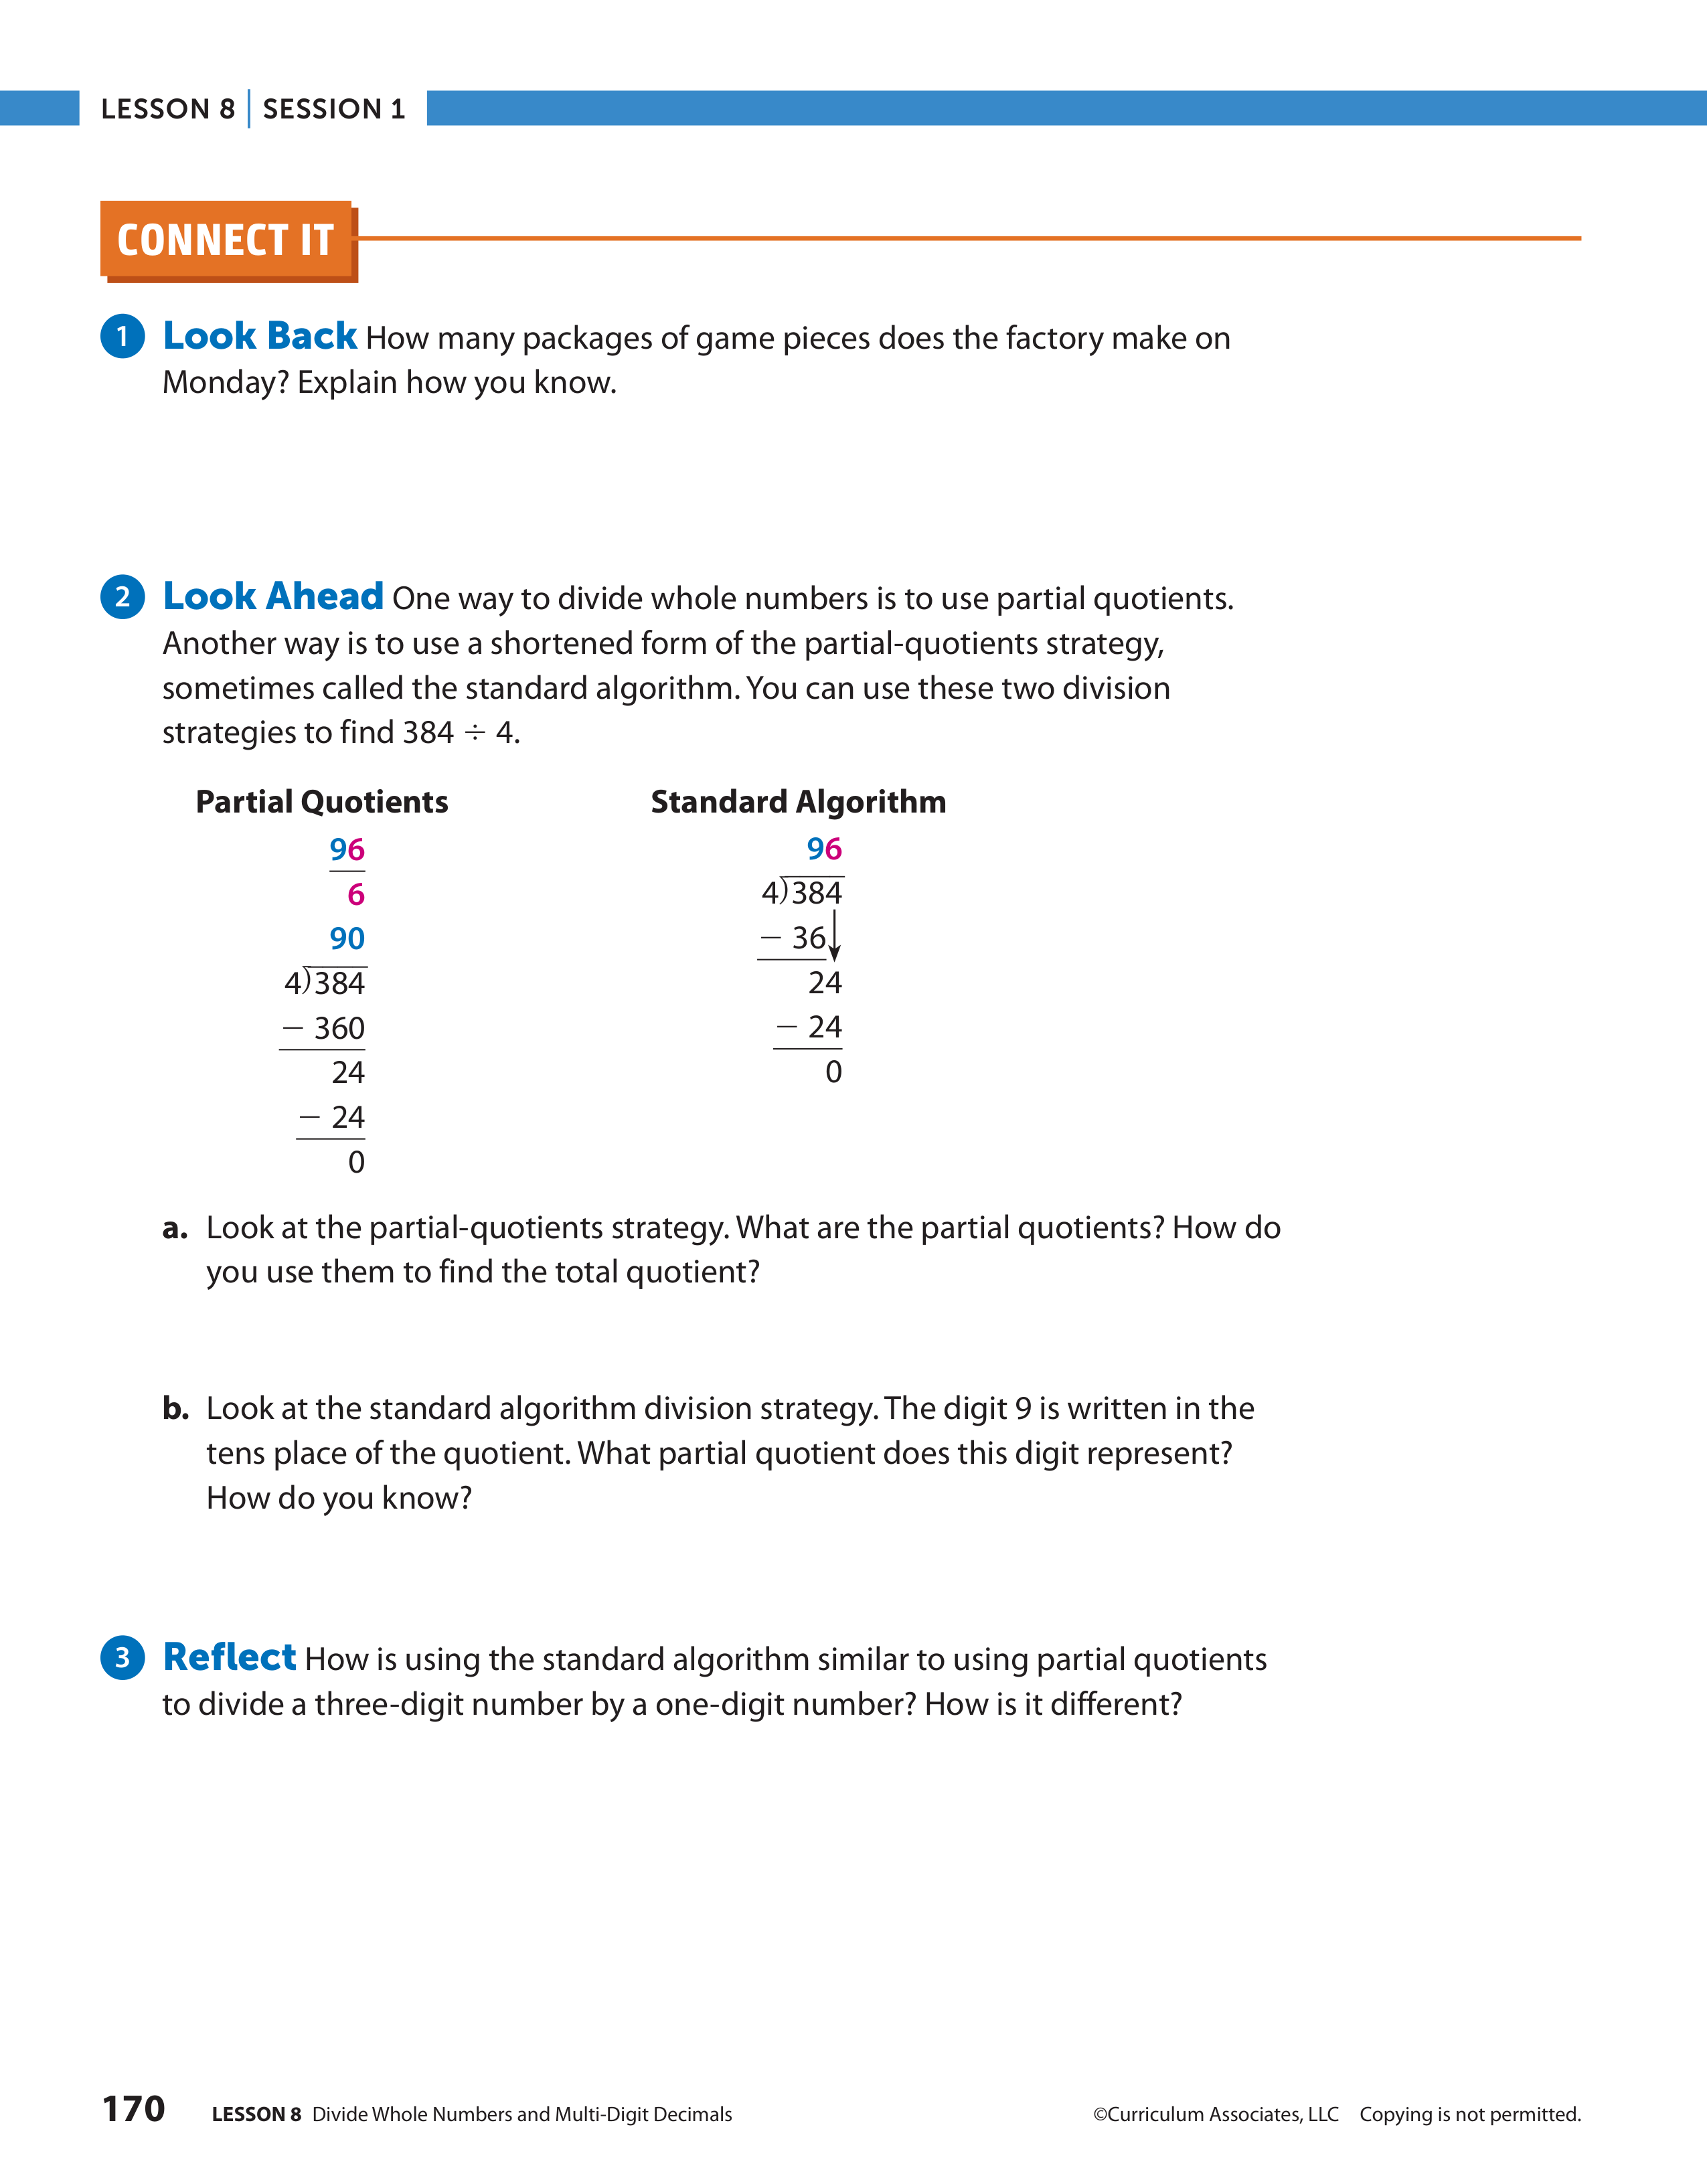 LESSON 8 | SESSION 1
CONNECT IT
1 Look Back How many packages of game pieces does the factory make on
Monday? Explain how you know.
2 Look Ahead One way to divide whole numbers is to use partial quotients.
Another way is to use a shortened form of the partial-quotients strategy,
sometimes called the standard algorithm. You can use these two division
strategies to find 384 ÷ 4.
Partial Quotients
96
6
90
4)384
− 360
24
− 24
0
Standard Algorithm
96
4)384
− 36
24
− 24
0
a. Look at the partial-quotients strategy. What are the partial quotients? How do
you use them to find the total quotient?
b. Look at the standard algorithm division strategy. The digit 9 is written in the
tens place of the quotient. What partial quotient does this digit represent?
How do you know?
3 Reflect How is using the standard algorithm similar to using partial quotients
to divide a three-digit number by a one-digit number? How is it different?
170 LESSON 8 Divide Whole Numbers and Multi-Digit Decimals ©Curriculum Associates, LLC Copying is not permitted.